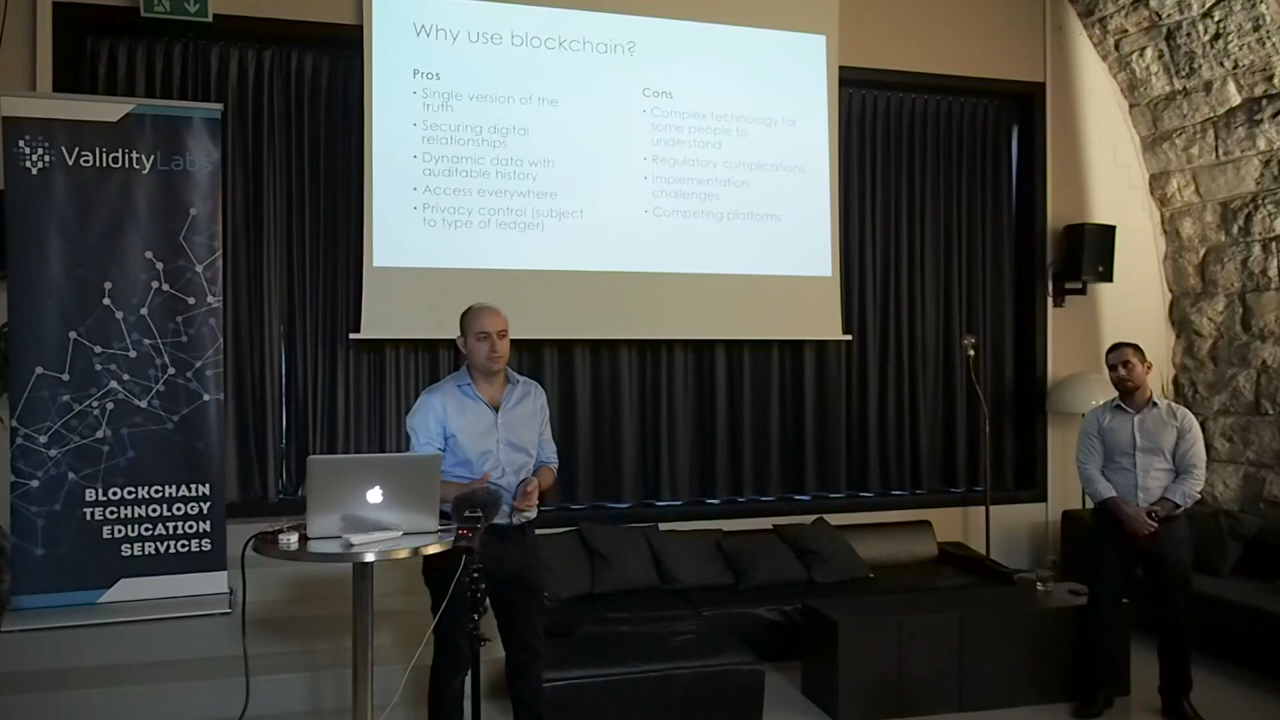 Why use blockchain?
Pros
• Single version of the
truth
• Securing digital
relationships
• Dynamic data with
auditable history
• Access everywhere
• Privacy control (subject
to type of ledger)
Cons
• Complex technology for
some people to
understand
• Regulatory complications
• Implementation
challenges
• Competing platforms
ValidityLabs
BLOCKCHAIN
TECHNOLOGY
EDUCATION
SERVICES